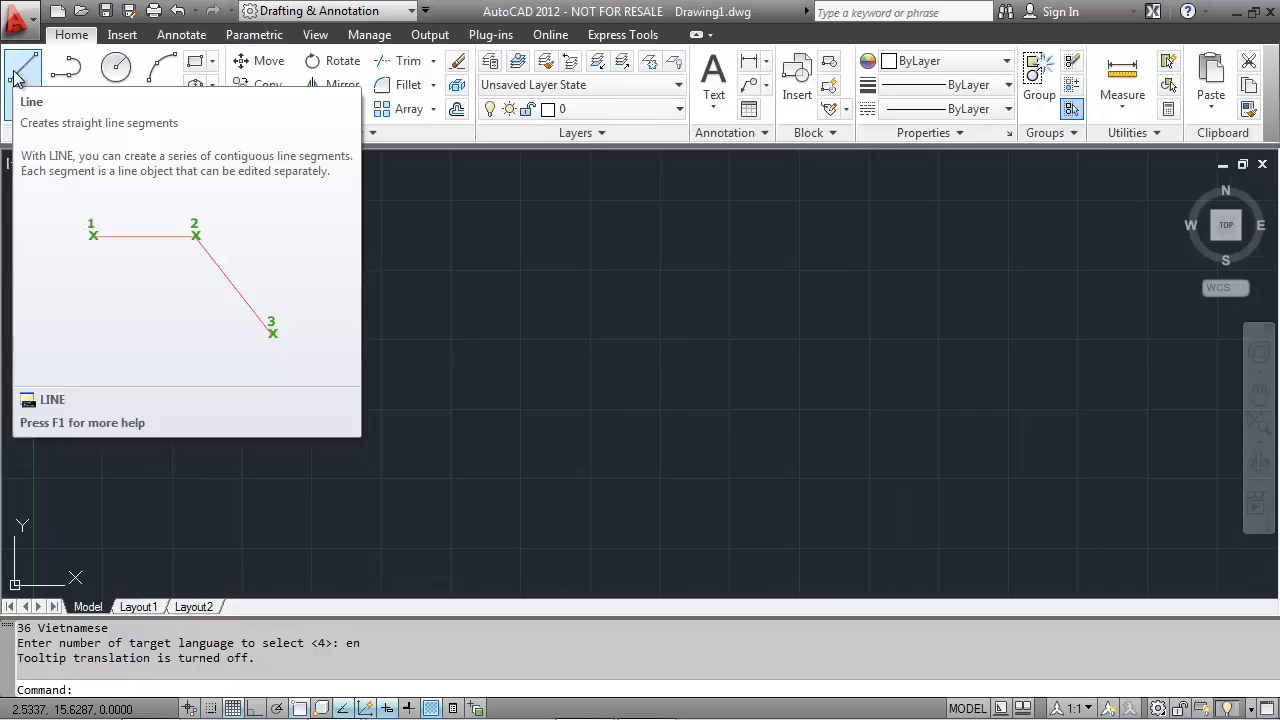 Drafting & Annotation
AutoCAD 2012 - NOT FOR RESALE Drawing1.dwg
Type a keyword or phrase
Sign In
Home Insert Annotate Parametric View Manage Output Plug-ins Online Express Tools
Move Rotate Trim
Copy Mirror Fillet
Array
Unsaved Layer State
0
Layers
Text
Annotation
Insert
Block
ByLayer
ByLayer
ByLayer
Properties
Group
Groups
Measure
Utilities
Paste
Clipboard
Line
Creates straight line segments
With LINE, you can create a series of contiguous line segments.
Each segment is a line object that can be edited separately.
1
2
3
LINE
Press F1 for more help
N
W TOP E
S
WCS
Y
X
Model Layout1 Layout2
36 Vietnamese
Enter number of target language to select <4>: en
Tooltip translation is turned off.
Command:
2.5337, 15.6287, 0.0000
MODEL
1:1